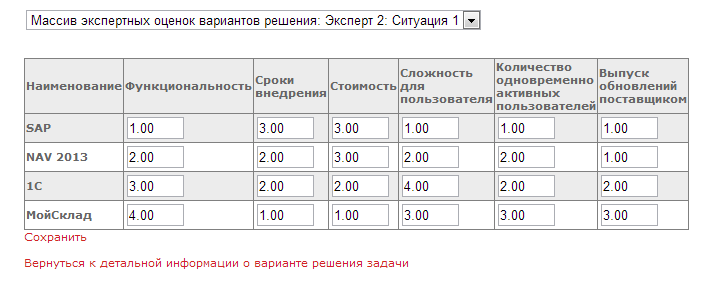 Массив экспертных оценок вариантов решения: Эксперт 2: Ситуация 1
Наименование Функциональность Сроки внедрения Стоимость Сложность для пользователя Количество одновременно активных пользователей Выпуск обновлений поставщиком
SAP 1.00 3.00 3.00 1.00 1.00 1.00
NAV 2013 2.00 2.00 3.00 2.00 2.00 1.00
1C 3.00 2.00 2.00 4.00 2.00 2.00
МойСклад 4.00 1.00 1.00 3.00 3.00 3.00
Сохранить
Вернуться к детальной информации о варианте решения задачи